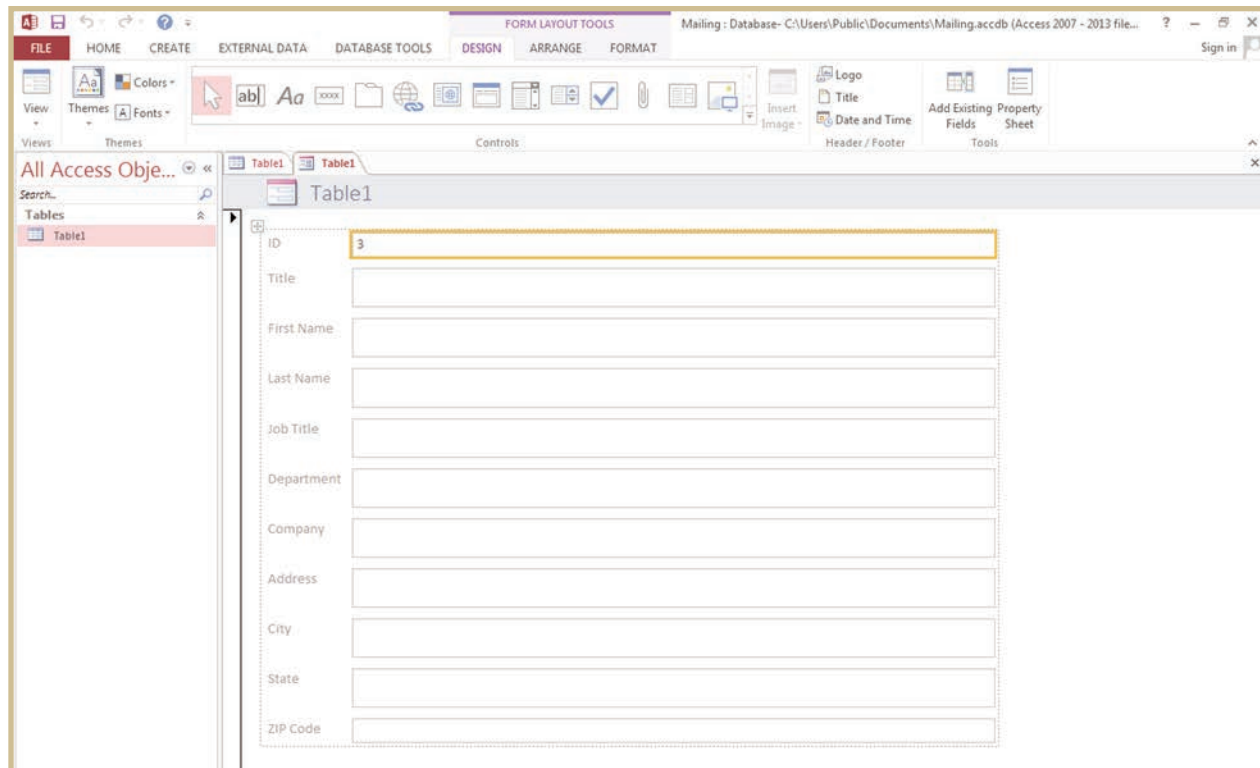 FORM LAYOUT TOOLS Mailing : Database- C:\Users\Public\Documents\Mailing.accdb (Access 2007 - 2013 file... ?
FILE HOME CREATE EXTERNAL DATA DATABASE TOOLS DESIGN ARRANGE FORMAT Sign in
View
Themes
Aa
Colors
A Fonts
ab| Aa xxxx
Insert Image
Logo
Title
Date and Time
Add Existing Fields
Property Sheet
Views Themes Controls Header / Footer Tools
All Access Obje... «
Search...
Tables
Table1
Table1 Table1
Table1
ID 3
Title
First Name
Last Name
Job Title
Department
Company
Address
City
State
ZIP Code